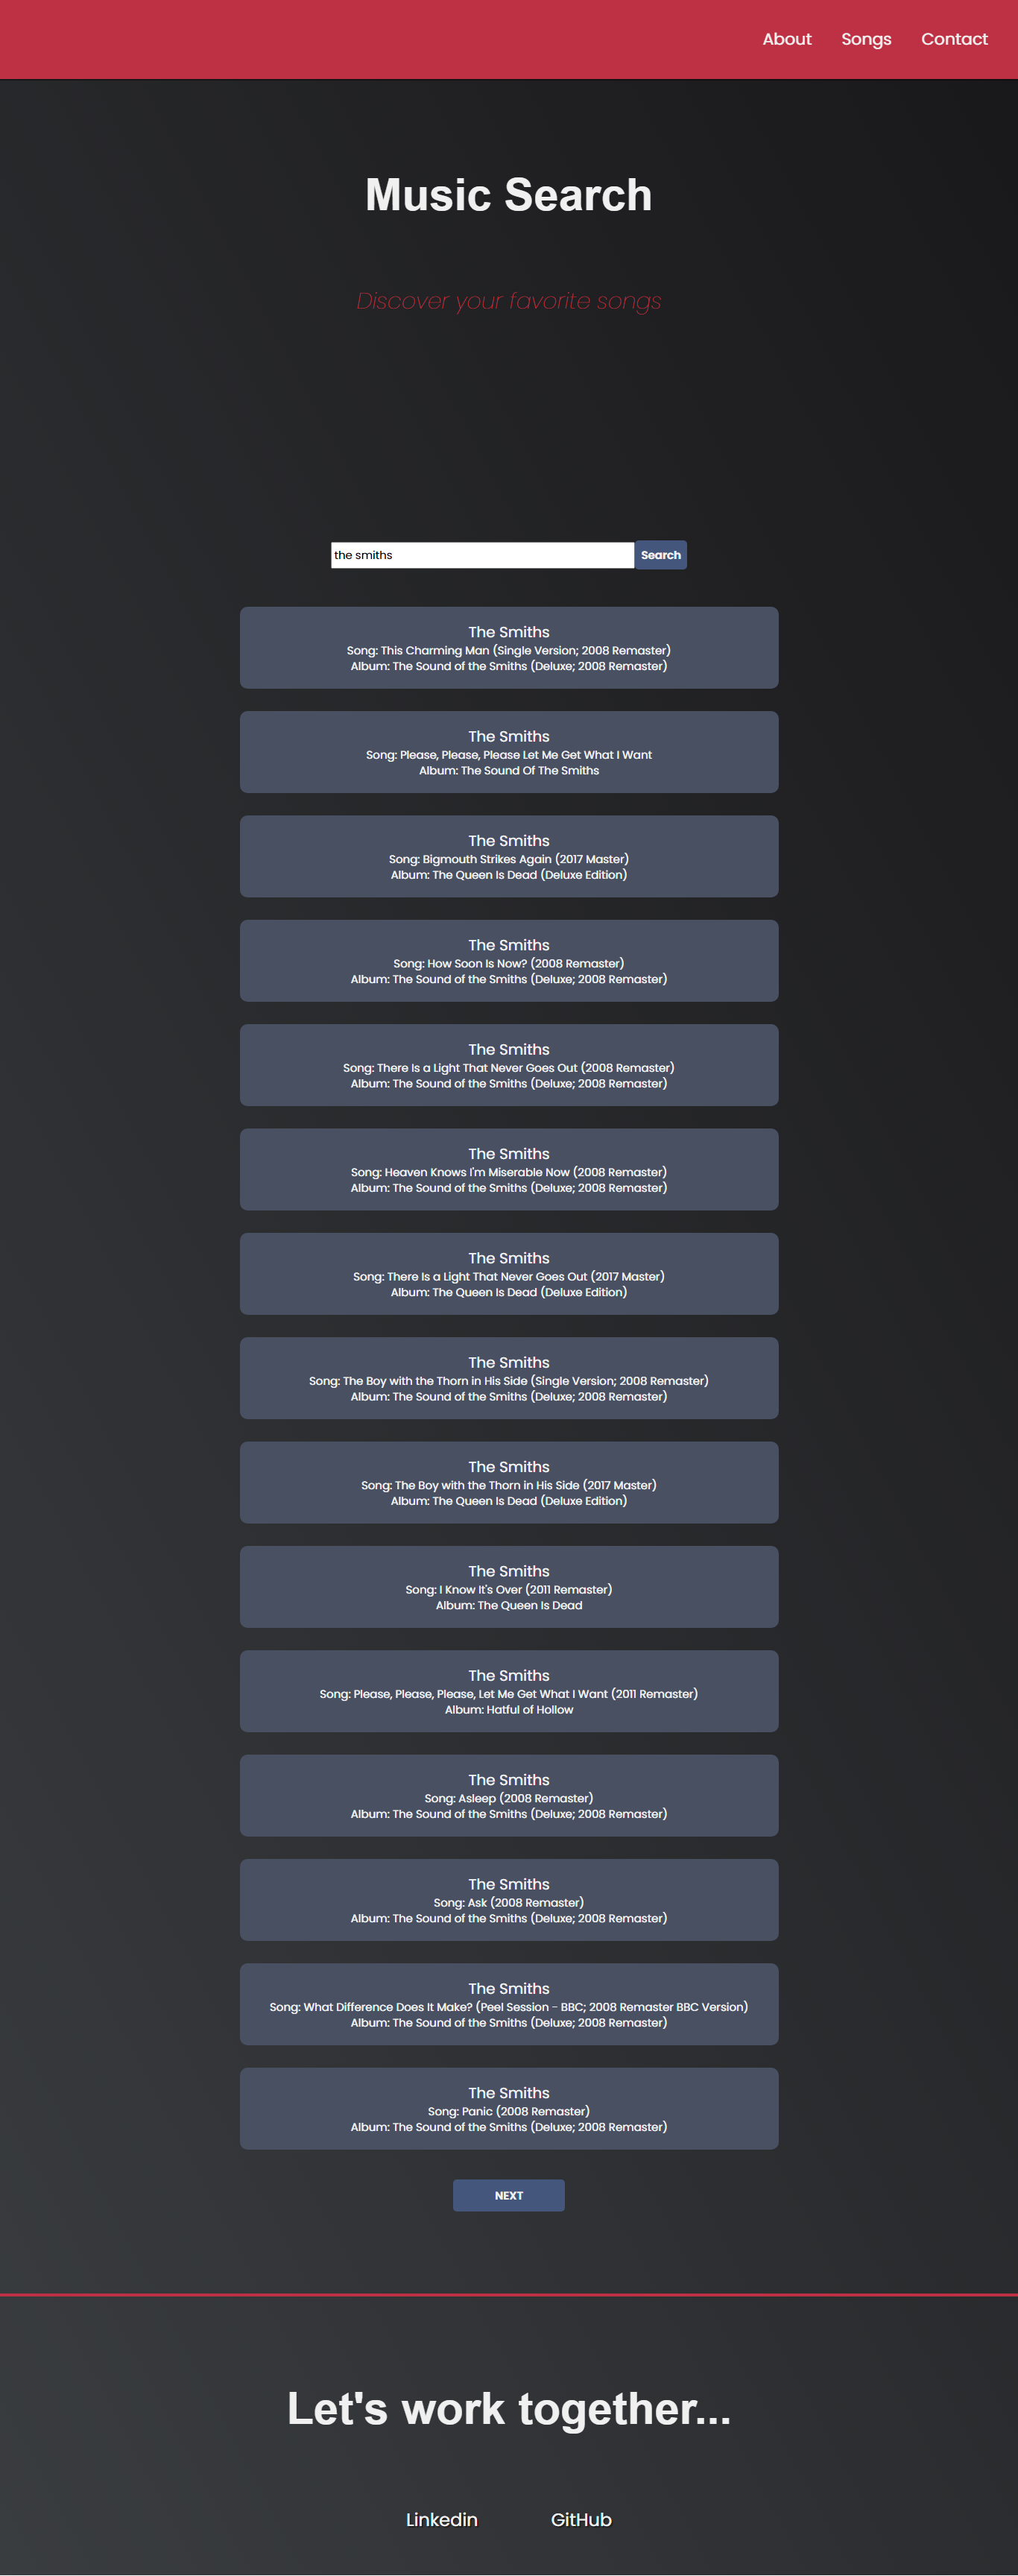 About Songs Contact
Music Search
Discover your favorite songs
the smiths Search
The Smiths
Song: This Charming Man (Single Version; 2008 Remaster)
Album: The Sound of the Smiths (Deluxe; 2008 Remaster)
The Smiths
Song: Please, Please, Please Let Me Get What I Want
Album: The Sound Of The Smiths
The Smiths
Song: Bigmouth Strikes Again (2017 Master)
Album: The Queen Is Dead (Deluxe Edition)
The Smiths
Song: How Soon Is Now? (2008 Remaster)
Album: The Sound of the Smiths (Deluxe; 2008 Remaster)
The Smiths
Song: There Is a Light That Never Goes Out (2008 Remaster)
Album: The Sound of the Smiths (Deluxe; 2008 Remaster)
The Smiths
Song: Heaven Knows I'm Miserable Now (2008 Remaster)
Album: The Sound of the Smiths (Deluxe; 2008 Remaster)
The Smiths
Song: There Is a Light That Never Goes Out (2017 Master)
Album: The Queen Is Dead (Deluxe Edition)
The Smiths
Song: The Boy with the Thorn in His Side (Single Version; 2008 Remaster)
Album: The Sound of the Smiths (Deluxe; 2008 Remaster)
The Smiths
Song: The Boy with the Thorn in His Side (2017 Master)
Album: The Queen Is Dead (Deluxe Edition)
The Smiths
Song: I Know It's Over (2011 Remaster)
Album: The Queen Is Dead
The Smiths
Song: Please, Please, Please, Let Me Get What I Want (2011 Remaster)
Album: Hatful of Hollow
The Smiths
Song: Asleep (2008 Remaster)
Album: The Sound of the Smiths (Deluxe; 2008 Remaster)
The Smiths
Song: Ask (2008 Remaster)
Album: The Sound of the Smiths (Deluxe; 2008 Remaster)
The Smiths
Song: What Difference Does It Make? (Peel Session - BBC; 2008 Remaster BBC Version)
Album: The Sound of the Smiths (Deluxe; 2008 Remaster)
The Smiths
Song: Panic (2008 Remaster)
Album: The Sound of the Smiths (Deluxe; 2008 Remaster)
NEXT
Let's work together...
Linkedin GitHub